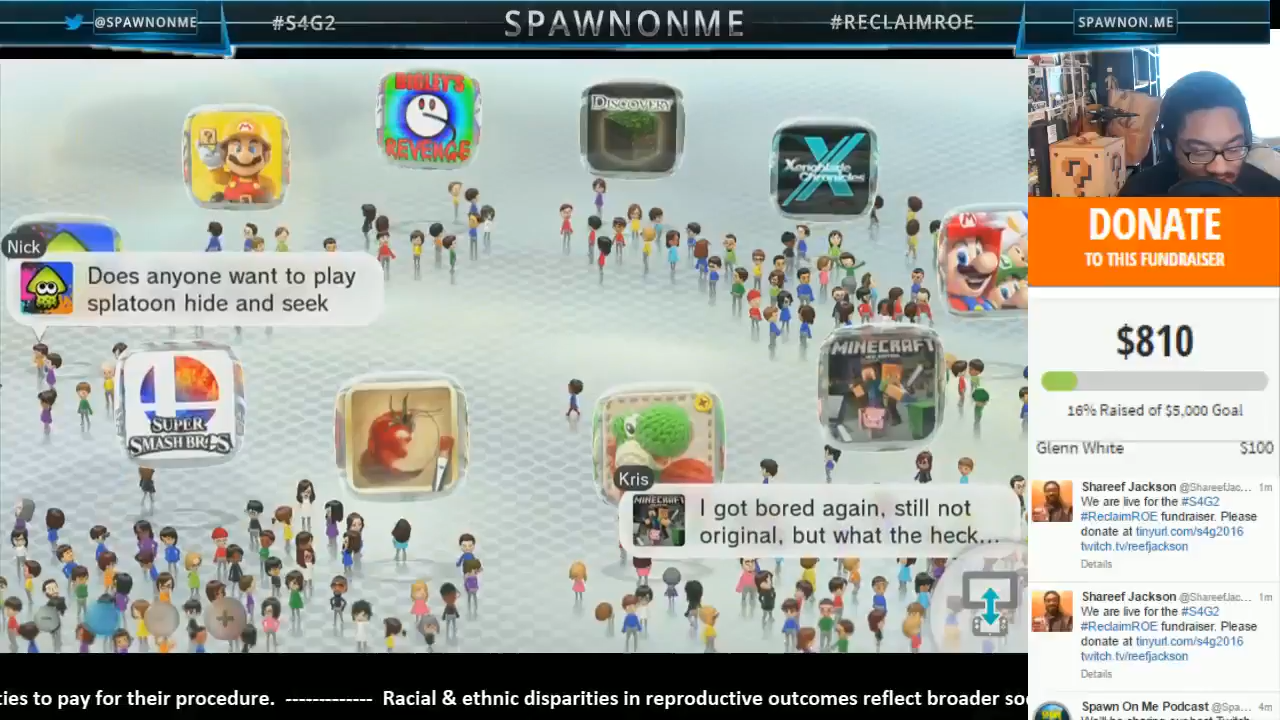 @SPAWNONME
#S4G2
SPAWNONME
#RECLAIMROE
SPAWNON.ME
REVENGE
DISCOVERY
Xenoblade
Chronicles
Nick
Does anyone want to play
splatoon hide and seek
SUPER
SMASH BROS
MINECRAFT
Kris
MINECRAFT
I got bored again, still not
original, but what the heck...
DONATE
TO THIS FUNDRAISER
$810
16% Raised of $5,000 Goal
Glenn White $100
Shareef Jackson @ShareefJac... 1m
We are live for the #S4G2
#ReclaimROE fundraiser. Please
donate at tinyurl.com/s4g2016
twitch.tv/reefjackson
Details
Shareef Jackson @ShareefJac... 1m
We are live for the #S4G2
#ReclaimROE fundraiser. Please
donate at tinyurl.com/s4g2016
twitch.tv/reefjackson
Details
Spawn On Me Podcast @Spa... 4m
ties to pay for their procedure. ------------ Racial & ethnic disparities in reproductive outcomes reflect broader so